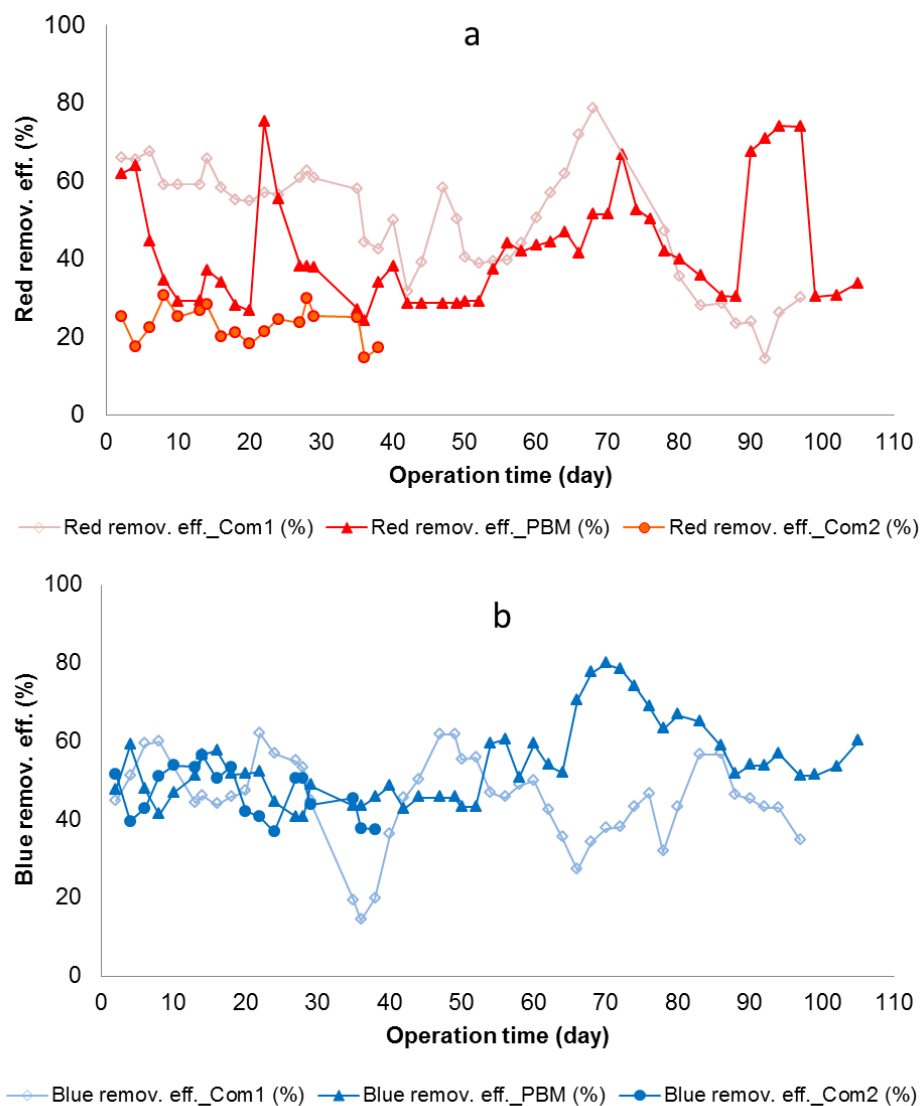 a
Red remov. eff. (%)
100
80
60
40
20
0
0 10 20 30 40 50 60 70 80 90 100 110
Operation time (day)
Red remov. eff._Com1 (%) Red remov. eff._PBM (%) Red remov. eff._Com2 (%)
b
Blue remov. eff. (%)
100
80
60
40
20
0
0 10 20 30 40 50 60 70 80 90 100 110
Operation time (day)
Blue remov. eff._Com1 (%) Blue remov. eff._PBM (%) Blue remov. eff._Com2 (%)